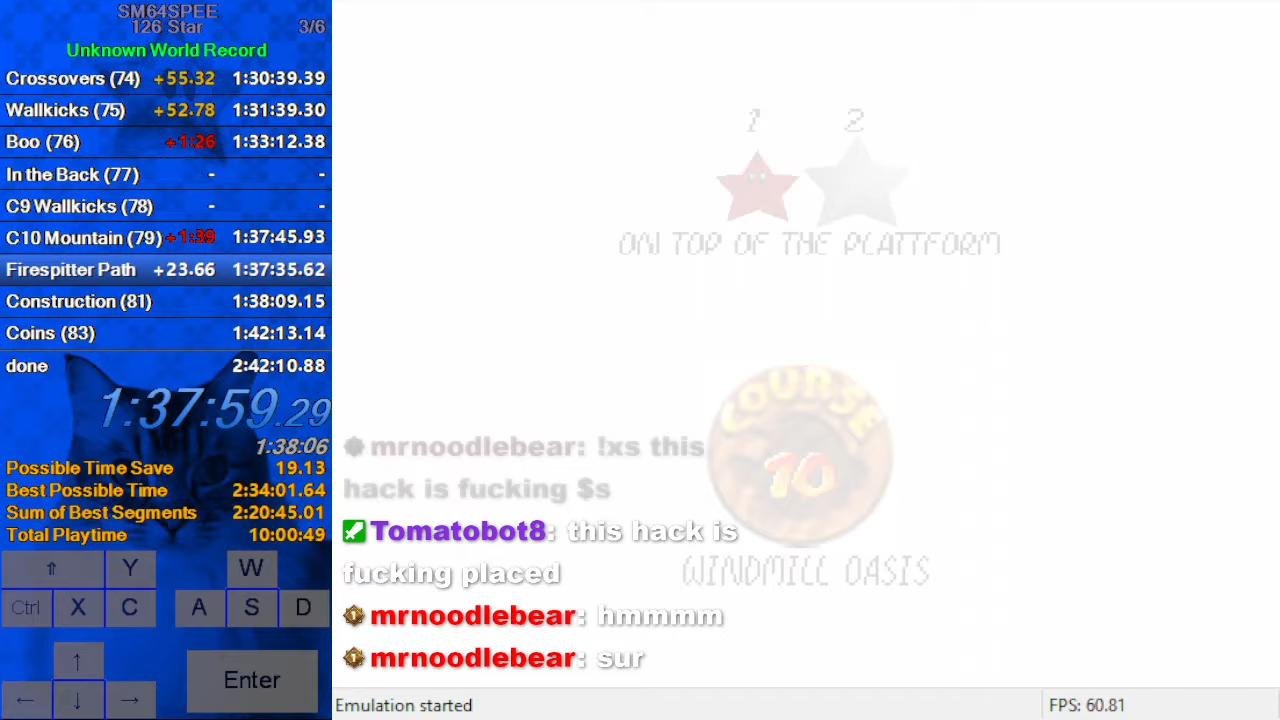 SM64SPEE
126 Star 3/6
Unknown World Record
Crossovers (74) +55.32 1:30:39.39
Wallkicks (75) +52.78 1:31:39.30
Boo (76) +1:26 1:33:12.38
In the Back (77) - -
C9 Wallkicks (78) - -
C10 Mountain (79) +1:39 1:37:45.93
Firespitter Path +23.66 1:37:35.62
Construction (81) 1:38:09.15
Coins (83) 1:42:13.14
done 2:42:10.88
1:37:59.29
1:38:06
Possible Time Save 19.13
Best Possible Time 2:34:01.64
Sum of Best Segments 2:20:45.01
Total Playtime 10:00:49
⇑ Y W
Ctrl X C A S D
↑ Enter
← ↓ →
1 2
ON TOP OF THE PLATTFORM
COURSE
10
WINDMILL OASIS
mrnoodlebear: !xs this
hack is fucking $s
Tomatobot8: this hack is
fucking placed
mrnoodlebear: hmmmm
mrnoodlebear: sur
Emulation started FPS: 60.81